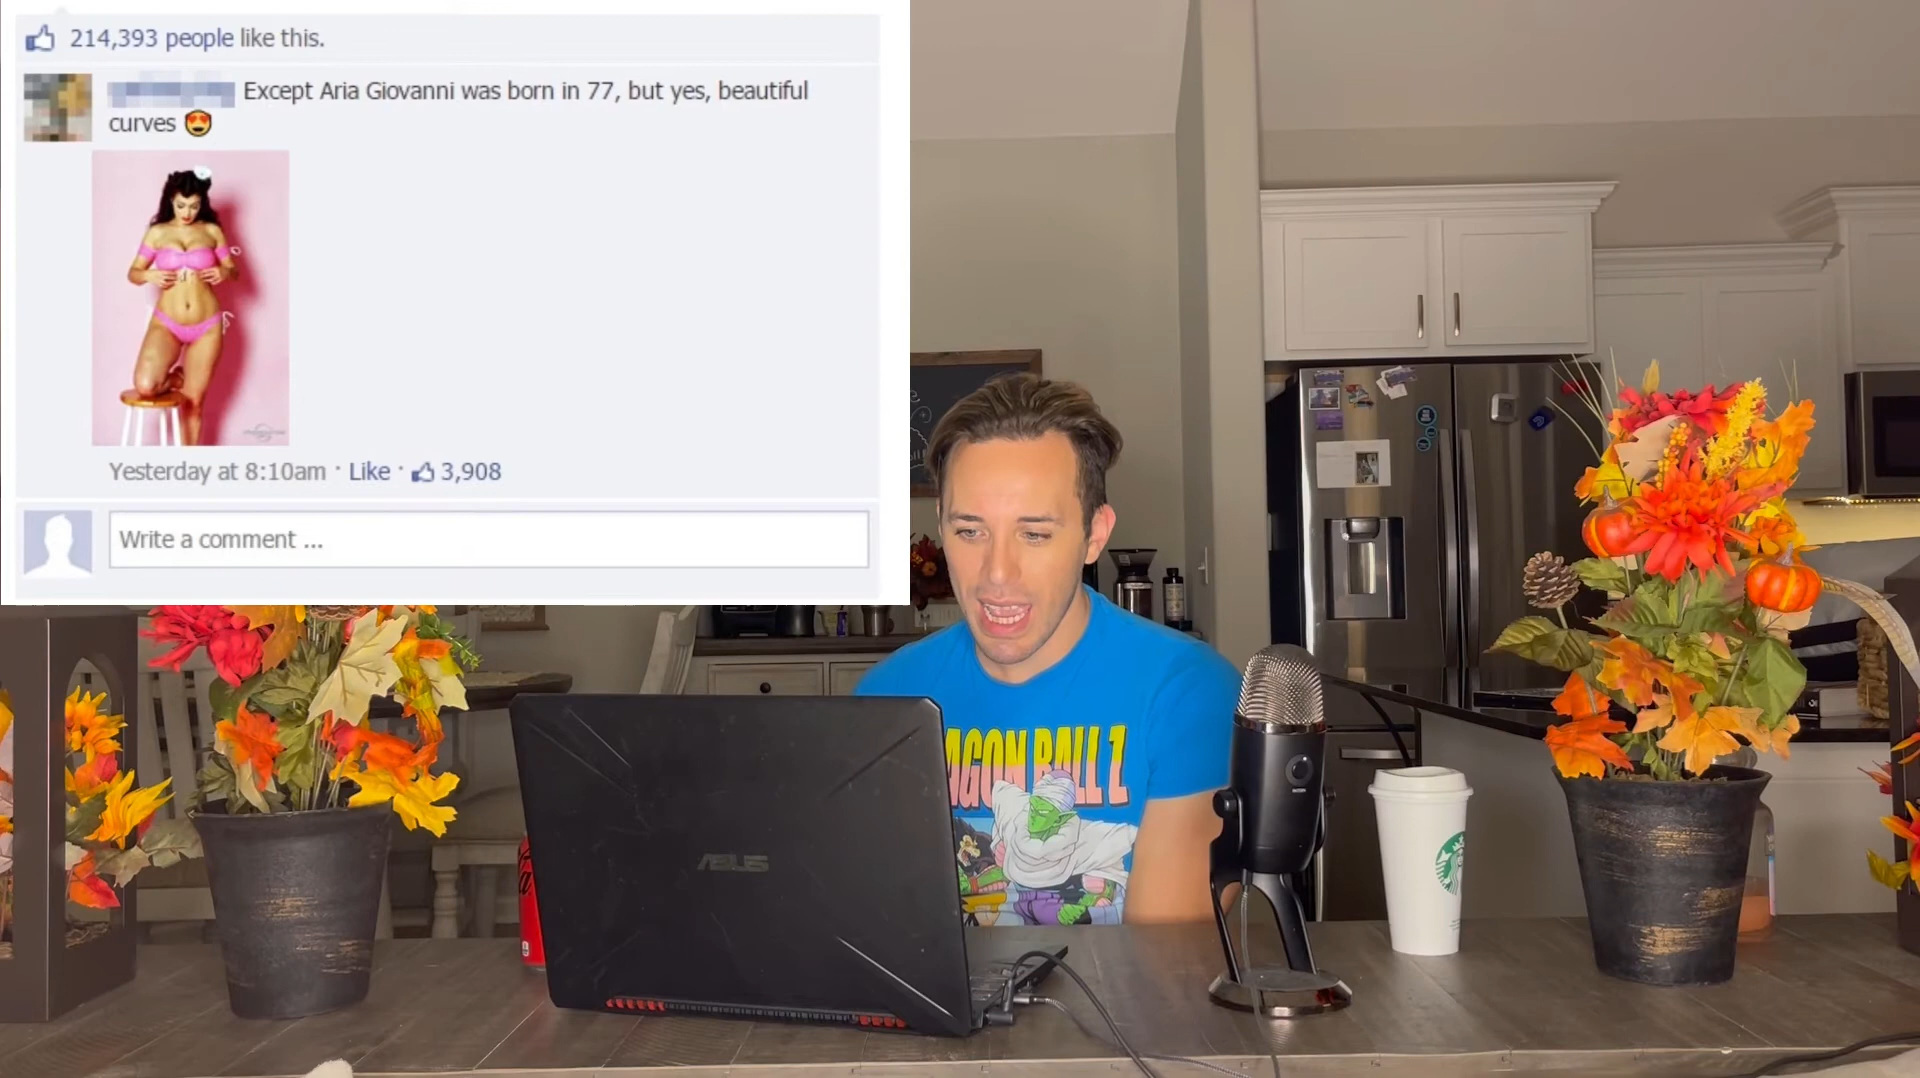 214,393 people like this.
Except Aria Giovanni was born in 77, but yes, beautiful
curves
Yesterday at 8:10am · Like · 3,908
Write a comment ...
AGON BALL Z
ASUS